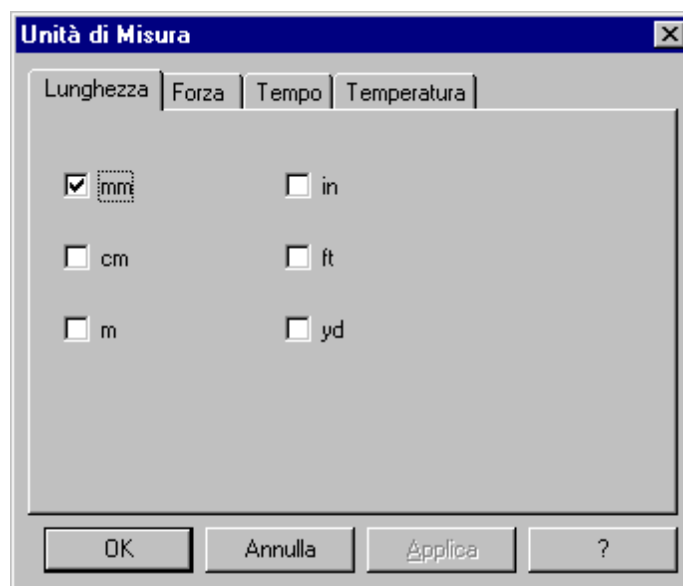 Unità di Misura
Lunghezza Forza Tempo Temperatura
mm in
cm ft
m yd
OK Annulla Applica ?